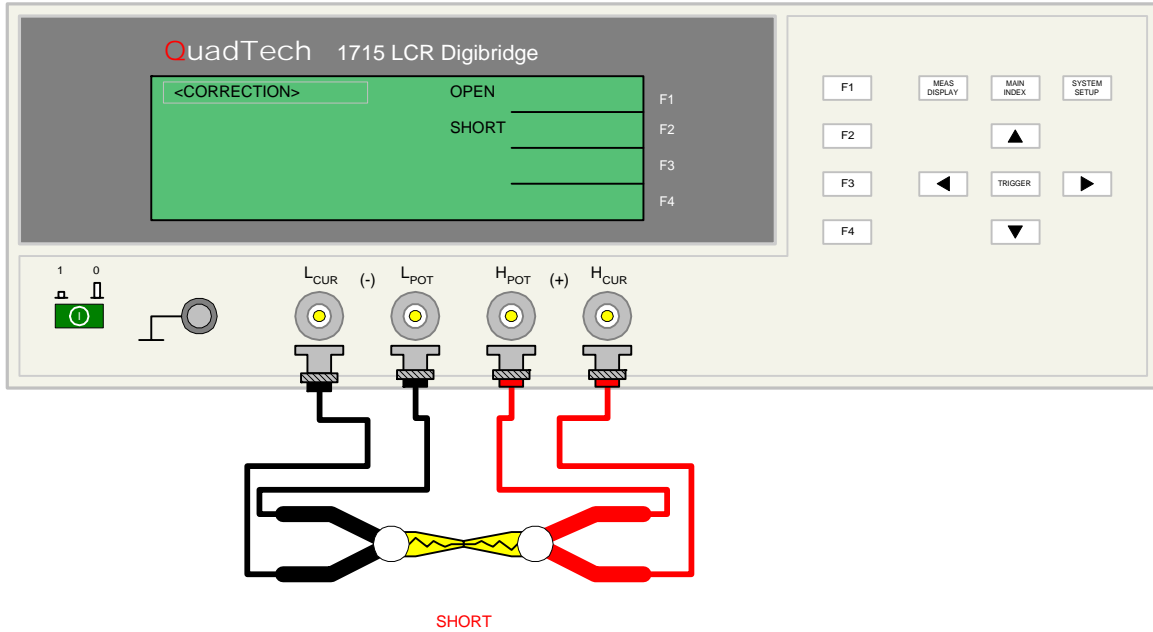 QuadTech 1715 LCR Digibridge
<CORRECTION> OPEN
F1
SHORT F2
F3
F4
F1 MEAS DISPLAY MAIN INDEX SYSTEM SETUP
F2
F3 TRIGGER
F4
1 0
LCUR (-) LPOT HPOT (+) HCUR
SHORT